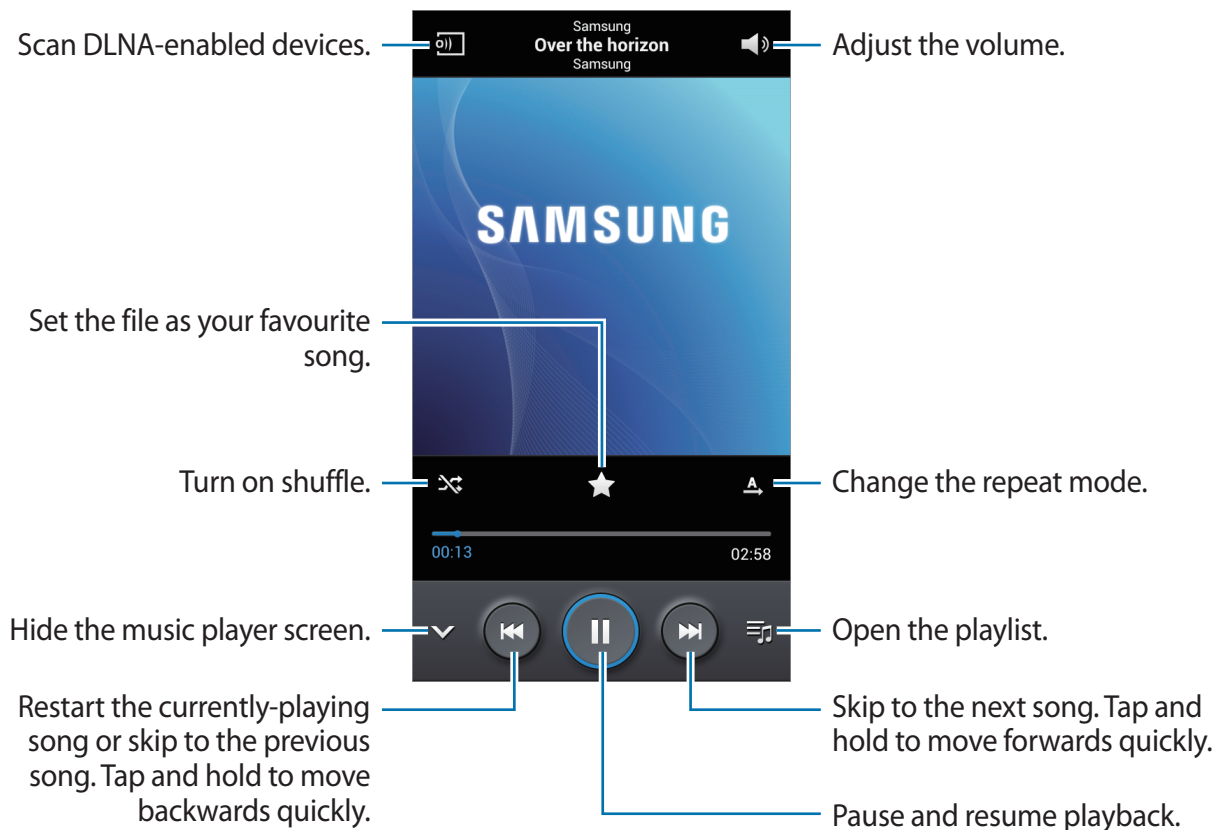 Scan DLNA-enabled devices.
Samsung
Over the horizon
Samsung
Adjust the volume.
SAMSUNG
Set the file as your favourite
song.
Turn on shuffle.
A
Change the repeat mode.
00:13
02:58
Hide the music player screen.
Open the playlist.
Restart the currently-playing
song or skip to the previous
song. Tap and hold to move
backwards quickly.
Skip to the next song. Tap and
hold to move forwards quickly.
Pause and resume playback.